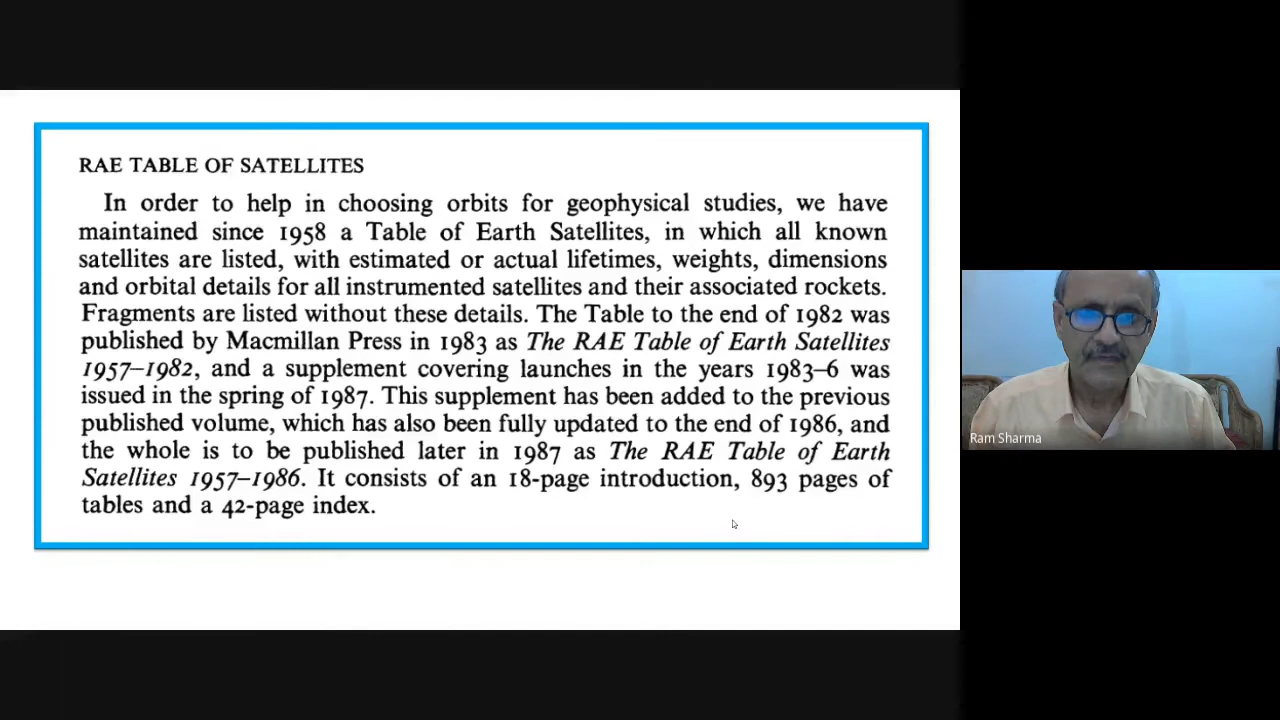 RAE TABLE OF SATELLITES
In order to help in choosing orbits for geophysical studies, we have
maintained since 1958 a Table of Earth Satellites, in which all known
satellites are listed, with estimated or actual lifetimes, weights, dimensions
and orbital details for all instrumented satellites and their associated rockets.
Fragments are listed without these details. The Table to the end of 1982 was
published by Macmillan Press in 1983 as The RAE Table of Earth Satellites
1957–1982, and a supplement covering launches in the years 1983–6 was
issued in the spring of 1987. This supplement has been added to the previous
published volume, which has also been fully updated to the end of 1986, and
the whole is to be published later in 1987 as The RAE Table of Earth
Satellites 1957–1986. It consists of an 18-page introduction, 893 pages of
tables and a 42-page index.
Ram Sharma